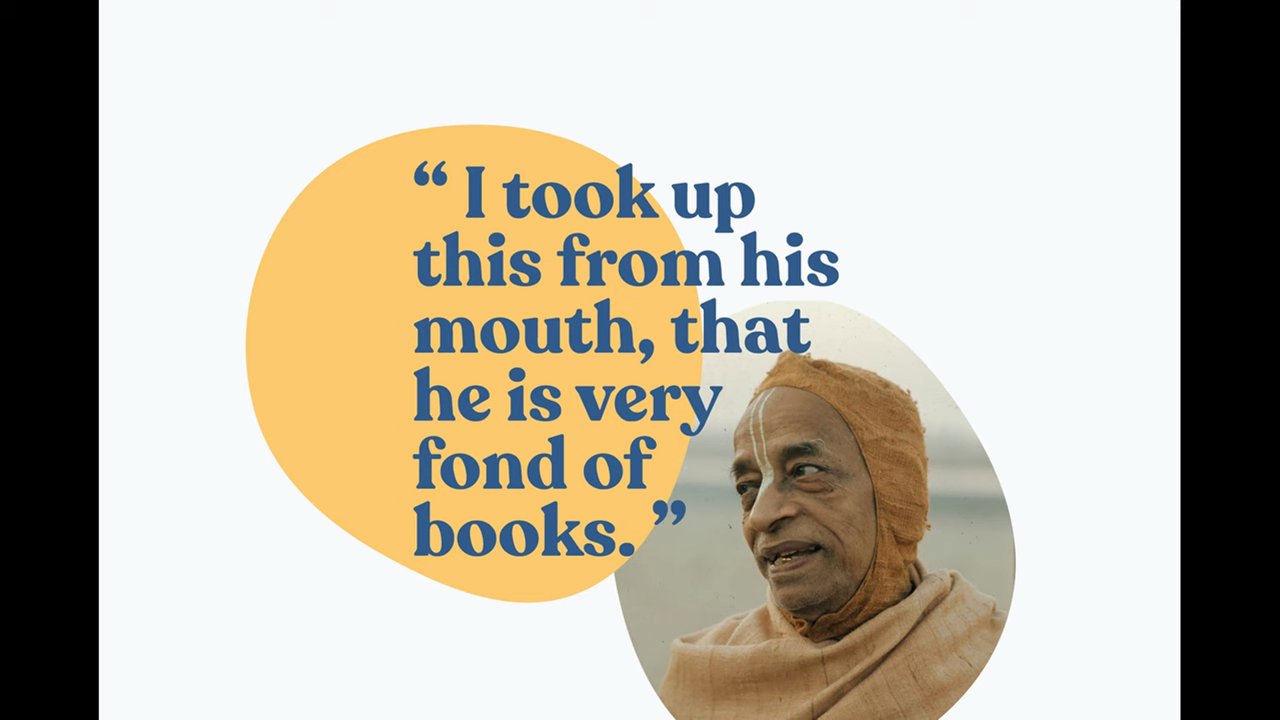 “ I took up
this from his
mouth, that
he is very
fond of
books. ”